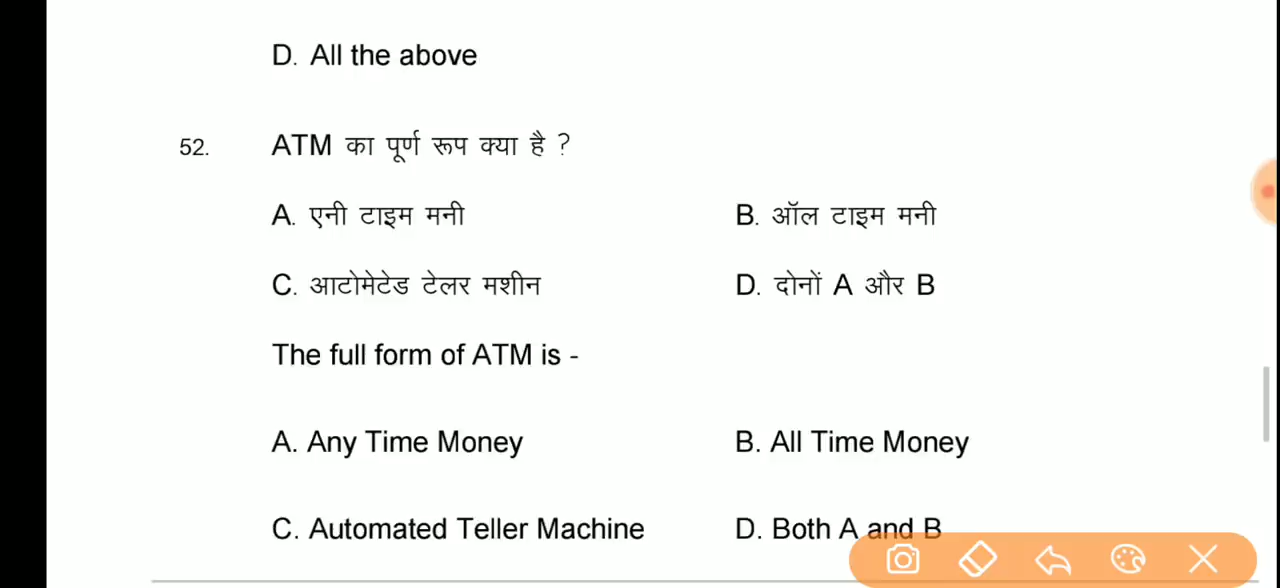 D. All the above
52. ATM का पूर्ण रूप क्या है ?
A. एनी टाइम मनी B. ऑल टाइम मनी
C. आटोमेटेड टेलर मशीन D. दोनों A और B
The full form of ATM is -
A. Any Time Money B. All Time Money
C. Automated Teller Machine D. Both A and B